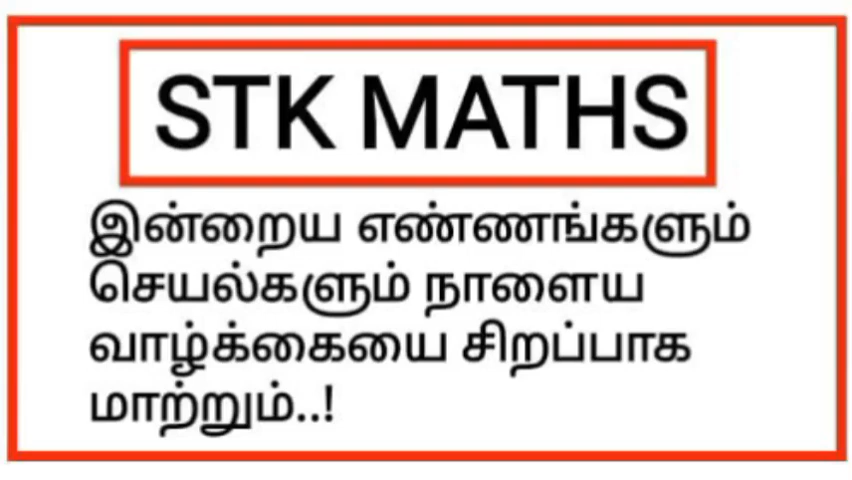 STK MATHS
இன்றைய எண்ணங்களும்
செயல்களும் நாளைய
வாழ்க்கையை சிறப்பாக
மாற்றும்..!